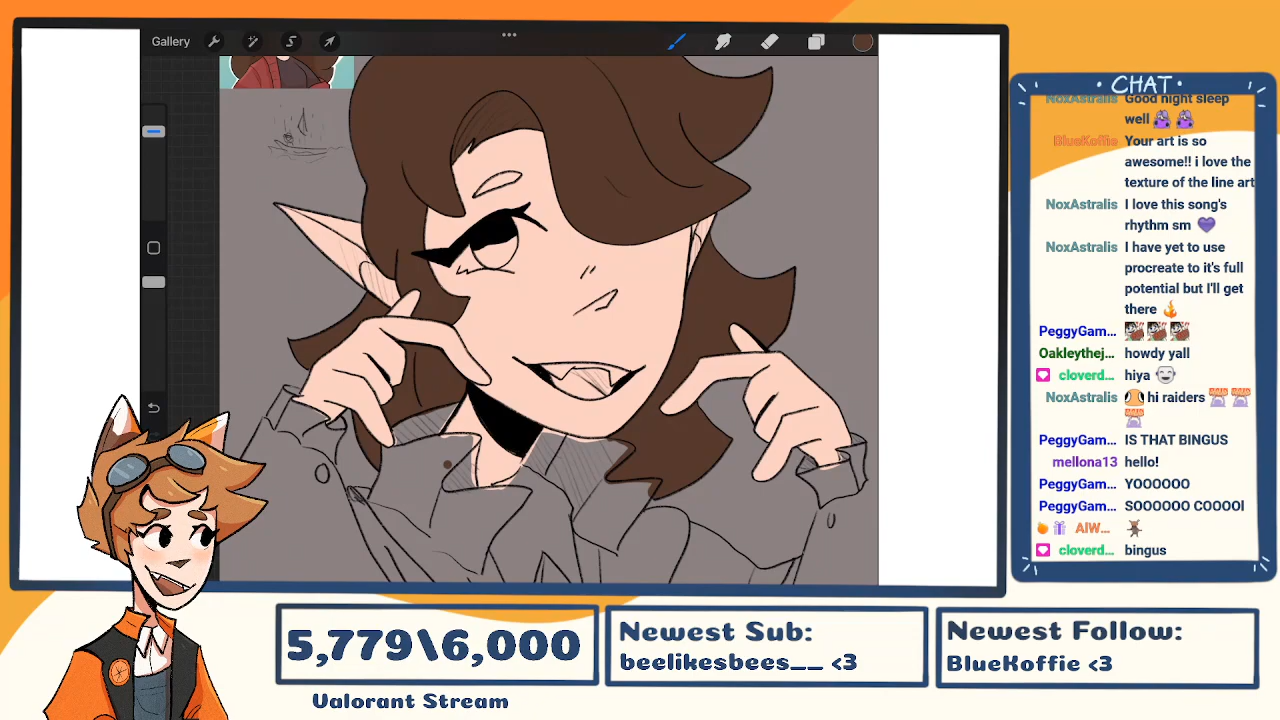 Gallery
• CHAT •
NoxAstralis Good night sleep
well
BlueKoffie Your art is so
awesome!! i love the
texture of the line art
NoxAstralis I love this song's
rhythm sm
NoxAstralis I have yet to use
procreate to it's full
potential but I'll get
there
PeggyGam...
Oakleythej... howdy yall
cloverd... hiya
NoxAstralis hi raiders
PeggyGam... IS THAT BINGUS
mellona13 hello!
PeggyGam... YOOOOOO
PeggyGam... SOOOOOO COOOOl
AlW...
cloverd... bingus
5,779\6,000
Valorant Stream
Newest Sub:
beelikesbees__ <3
Newest Follow:
BlueKoffie <3